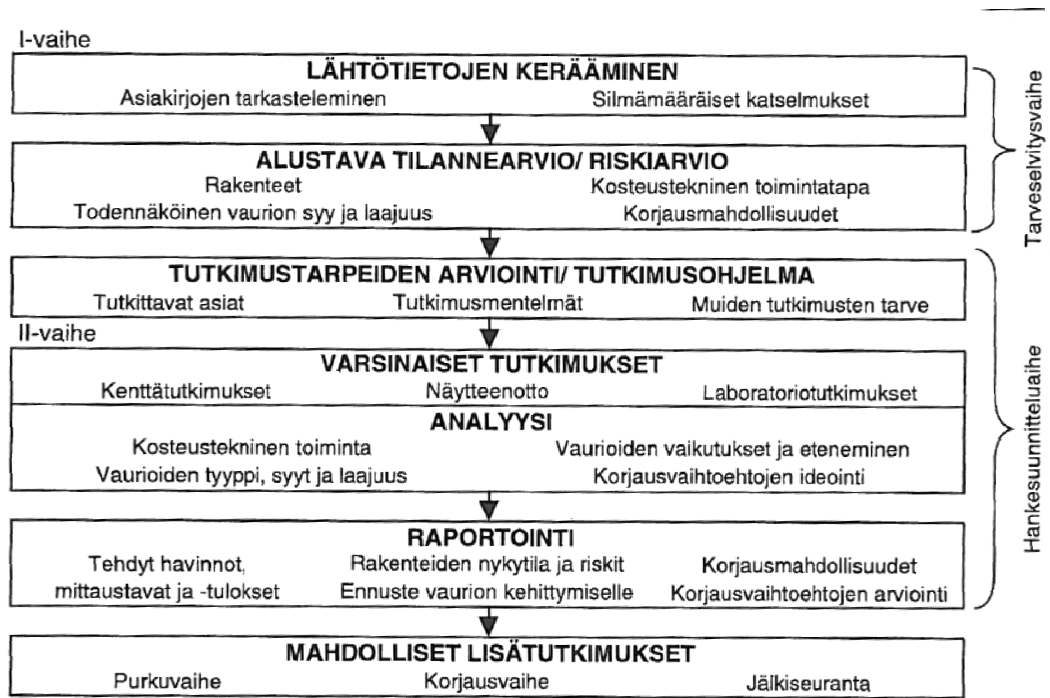 I-vaihe
LÄHTÖTIETOJEN KERÄÄMINEN
Asiakirjojen tarkasteleminen Silmämääräiset katselmukset
ALUSTAVA TILANNEARVIO/ RISKIARVIO
Rakenteet Kosteustekninen toimintatapa
Todennäköinen vaurion syy ja laajuus Korjausmahdollisuudet
Tarveselvitysvaihe
TUTKIMUSTARPEIDEN ARVIOINTI/ TUTKIMUSOHJELMA
Tutkittavat asiat Tutkimusmentelmät Muiden tutkimusten tarve
II-vaihe
VARSINAISET TUTKIMUKSET
Kenttätutkimukset Näytteenotto Laboratoriotutkimukset
ANALYYSI
Kosteustekninen toiminta Vaurioiden vaikutukset ja eteneminen
Vaurioiden tyyppi, syyt ja laajuus Korjausvaihtoehtojen ideointi
RAPORTOINTI
Tehdyt havinnot, Rakenteiden nykytila ja riskit Korjausmahdollisuudet
mittaustavat ja -tulokset Ennuste vaurion kehittymiselle Korjausvaihtoehtojen arviointi
Hankesuunnitteluaihe
MAHDOLLISET LISÄTUTKIMUKSET
Purkuvaihe Korjausvaihe Jälkiseuranta